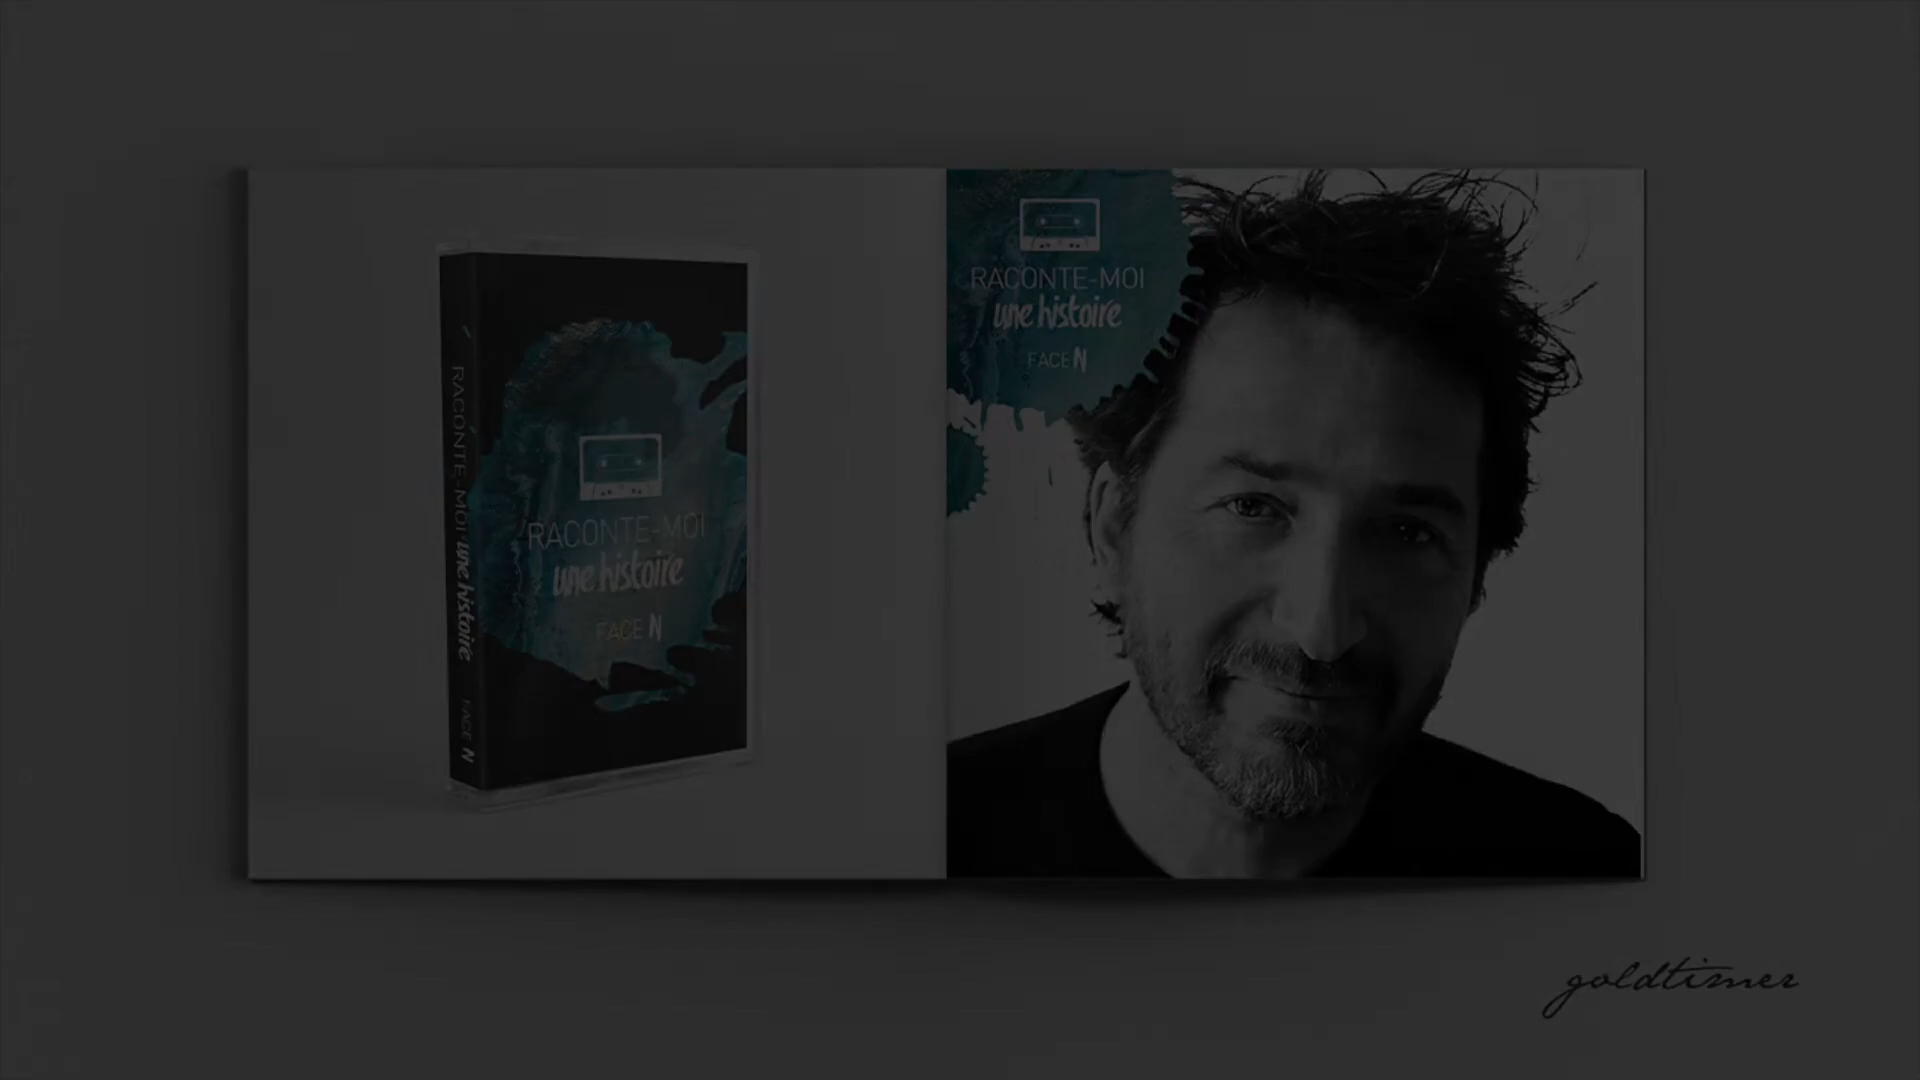 RACONTE-MOI une histoire FACE N
RACONTE-MOI
une histoire
FACE N
RACONTE-MOI
une histoire
FACE N
goldtimer